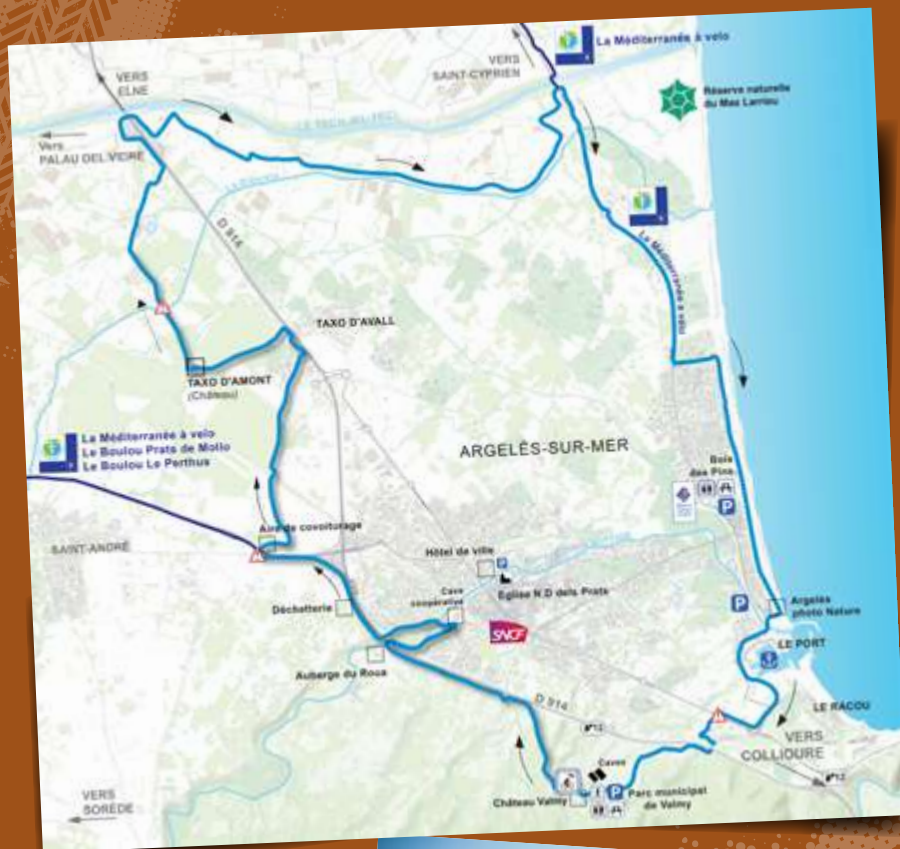 La Méditerranée à velo
VERS
ELNE
VERS
SAINT-CYPRIEN
Réserve naturelle
du Mas Larrieu
LE TECH
Vers
PALAU DEL VIDRE
D 914
La Méditerranée à vélo
TAXO D'AVALL
TAXO D'AMONT
(Château)
La Méditerranée à velo
Le Boulou Prats de Mollo
Le Boulou Le Perthus
ARGELÈS-SUR-MER
Bois
des Pins
P
SAINT-ANDRÉ
Aire de covoiturage
Hôtel de ville
P
Eglise N.D dels Prats
Cave
coopérative
Déchetterie
SNCF
P
Argelès
photo Nature
LE PORT
Auberge du Roua
D 914
LE RACOU
VERS
COLLIOURE
Caves
Château Valmy
P
Parc municipal
de Valmy
VERS
SORÈDE